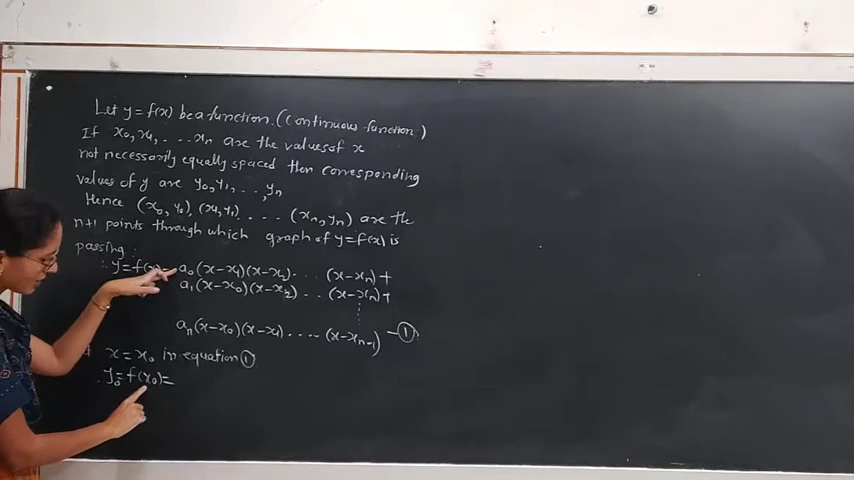 Let y=f(x) be a function. (continuous function)
If x₀, x₁, ... xₙ are the values of x
not necessarily equally spaced then corresponding
values of y are y₀, y₁, ..., yₙ
Hence (x₀, y₀), (x₁, y₁), .... (xₙ, yₙ) are the
n+1 points through which graph of y=f(x) is
passing.
∴ y=f(x)= a₀(x-x₁)(x-x₂)... (x-xₙ)+
a₁(x-x₀)(x-x₂) .. (x-xₙ)+
⋮
aₙ(x-x₀)(x-x₁) .... (x-xₙ₋₁) —①
x=x₀ in equation ①
∴ y₀=f(x₀)=